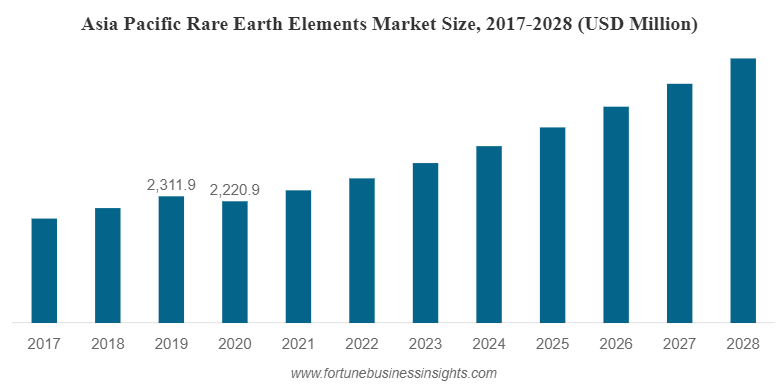 Asia Pacific Rare Earth Elements Market Size, 2017-2028 (USD Million)
2,311.9
2,220.9
2017 2018 2019 2020 2021 2022 2023 2024 2025 2026 2027 2028
www.fortunebusinessinsights.com